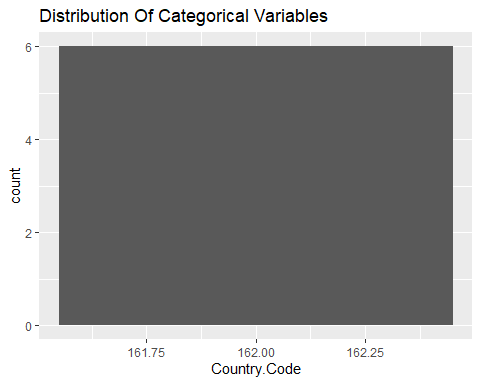 Distribution Of Categorical Variables
6
4
2
0
count
161.75 162.00 162.25
Country.Code